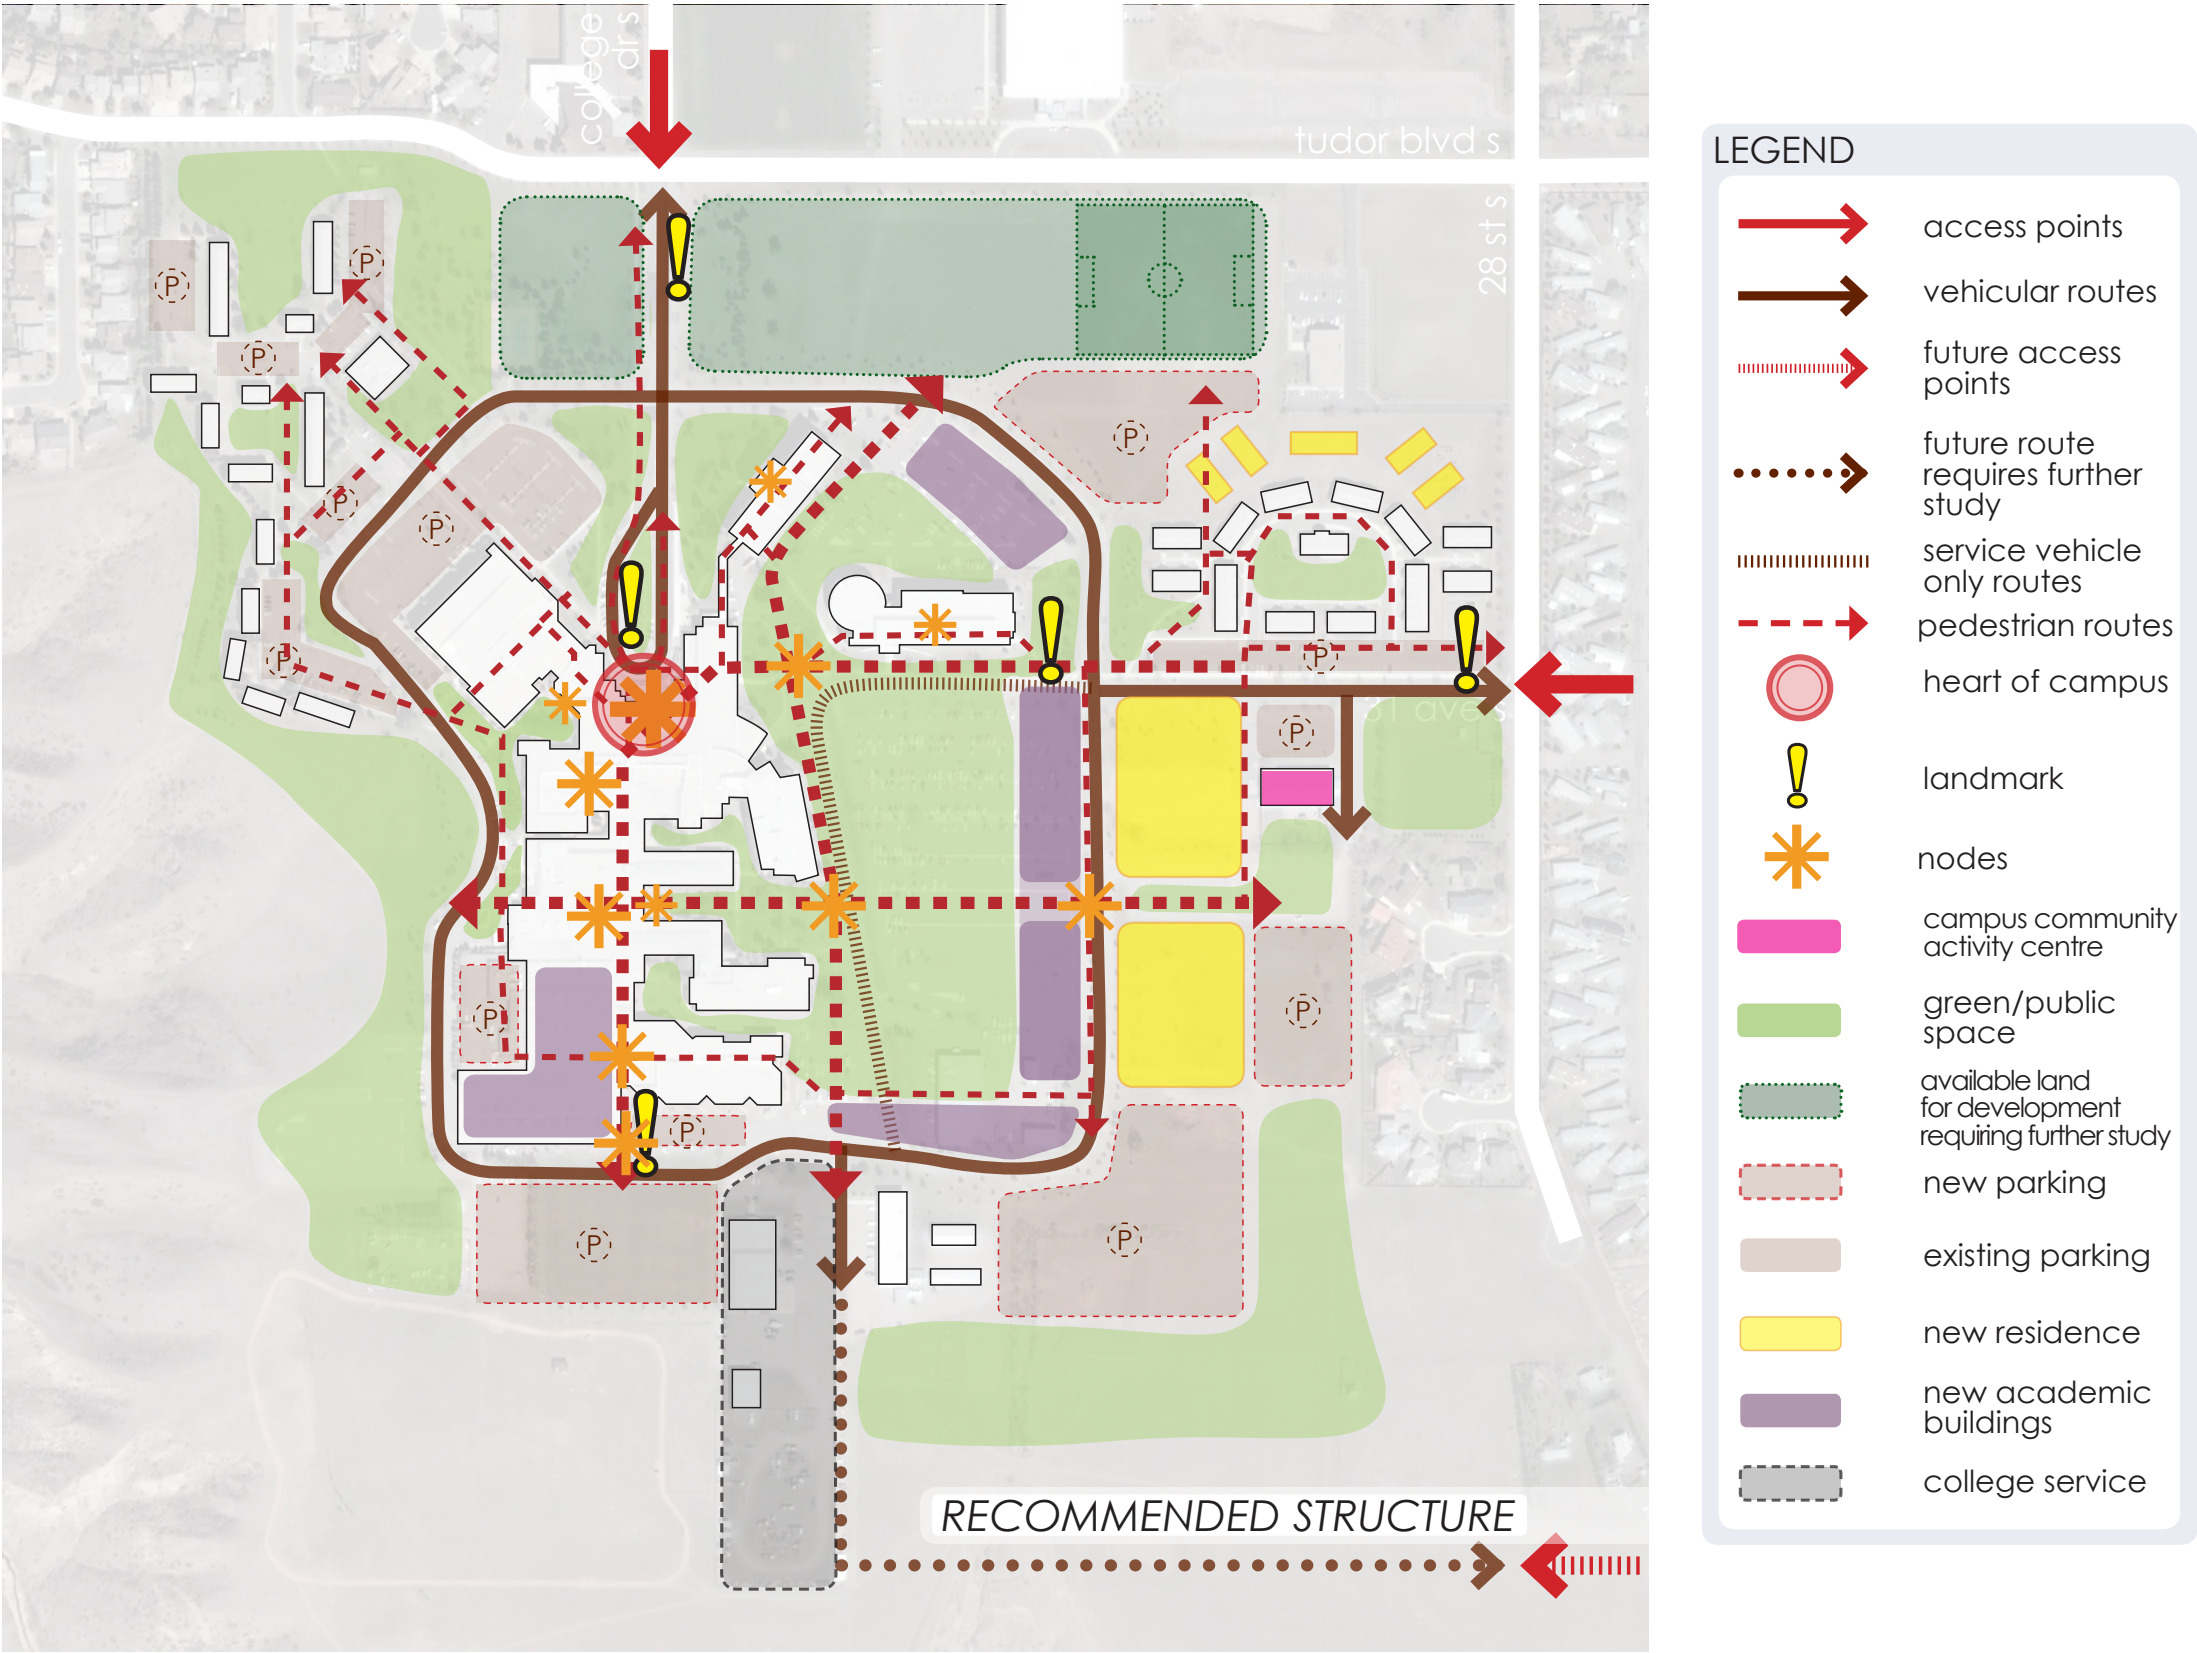 college
dr s
tudor blvd s
28 st s
P
P
P
P
P
P
P
P
31 ave s
P
P
P
P
P
P
P
RECOMMENDED STRUCTURE
LEGEND
access points
vehicular routes
future access
points
future route
requires further
study
service vehicle
only routes
pedestrian routes
heart of campus
landmark
nodes
campus community
activity centre
green/public
space
available land
for development
requiring further study
new parking
existing parking
new residence
new academic
buildings
college service